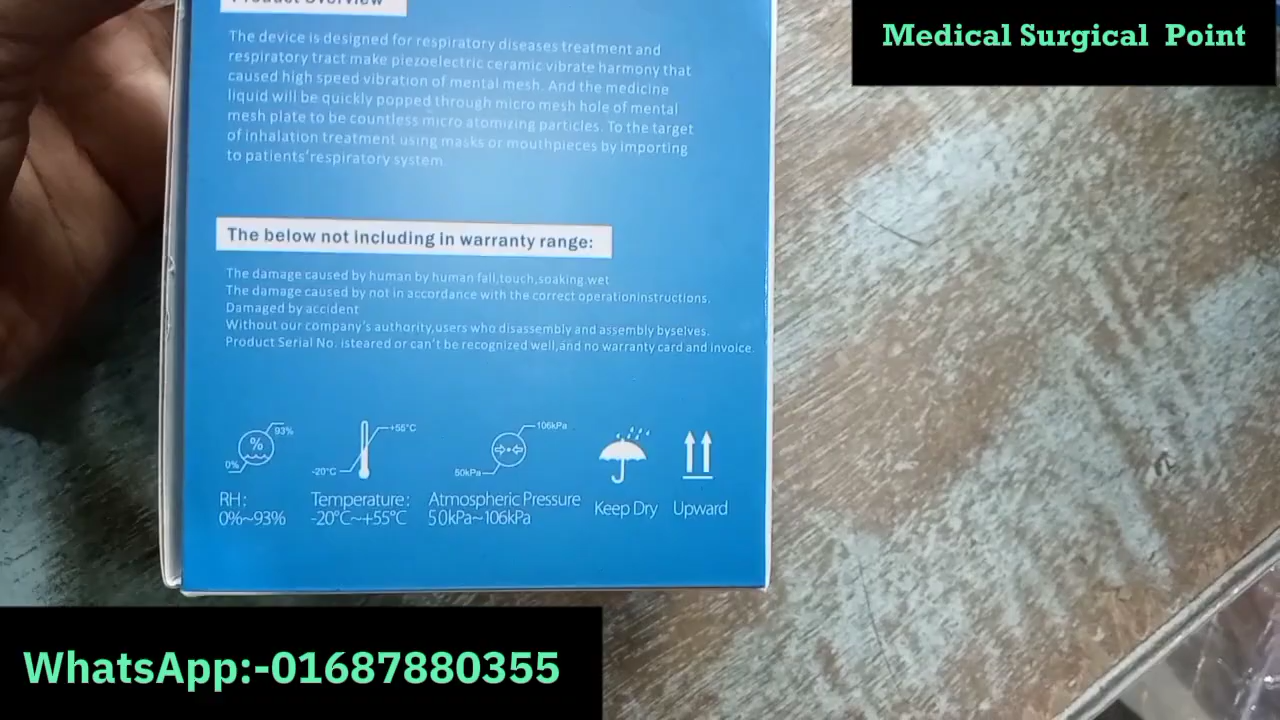 Product Overview
Medical Surgical Point
The device is designed for respiratory diseases treatment and
respiratory tract make piezoelectric ceramic vibrate harmony that
caused high speed vibration of mental mesh. And the medicine
liquid will be quickly popped through micro mesh hole of mental
mesh plate to be countless micro atomizing particles. To the target
of inhalation treatment using masks or mouthpieces by importing
to patients'respiratory system.
The below not including in warranty range:
The damage caused by human by human fall,touch,soaking.wet
The damage caused by not in accordance with the correct operationinstructions.
Damaged by accident
Without our company's authority,users who disassembly and assembly byselves.
Product Serial No. isteared or can't be recognized well,and no warranty card and invoice.
93%
%
0%
+55°C
-20°C
106kPa
50kPa
RH:
0%~93%
Temperature:
-20°C~+55°C
Atmospheric Pressure
50kPa~106kPa
Keep Dry
Upward
WhatsApp:-01687880355